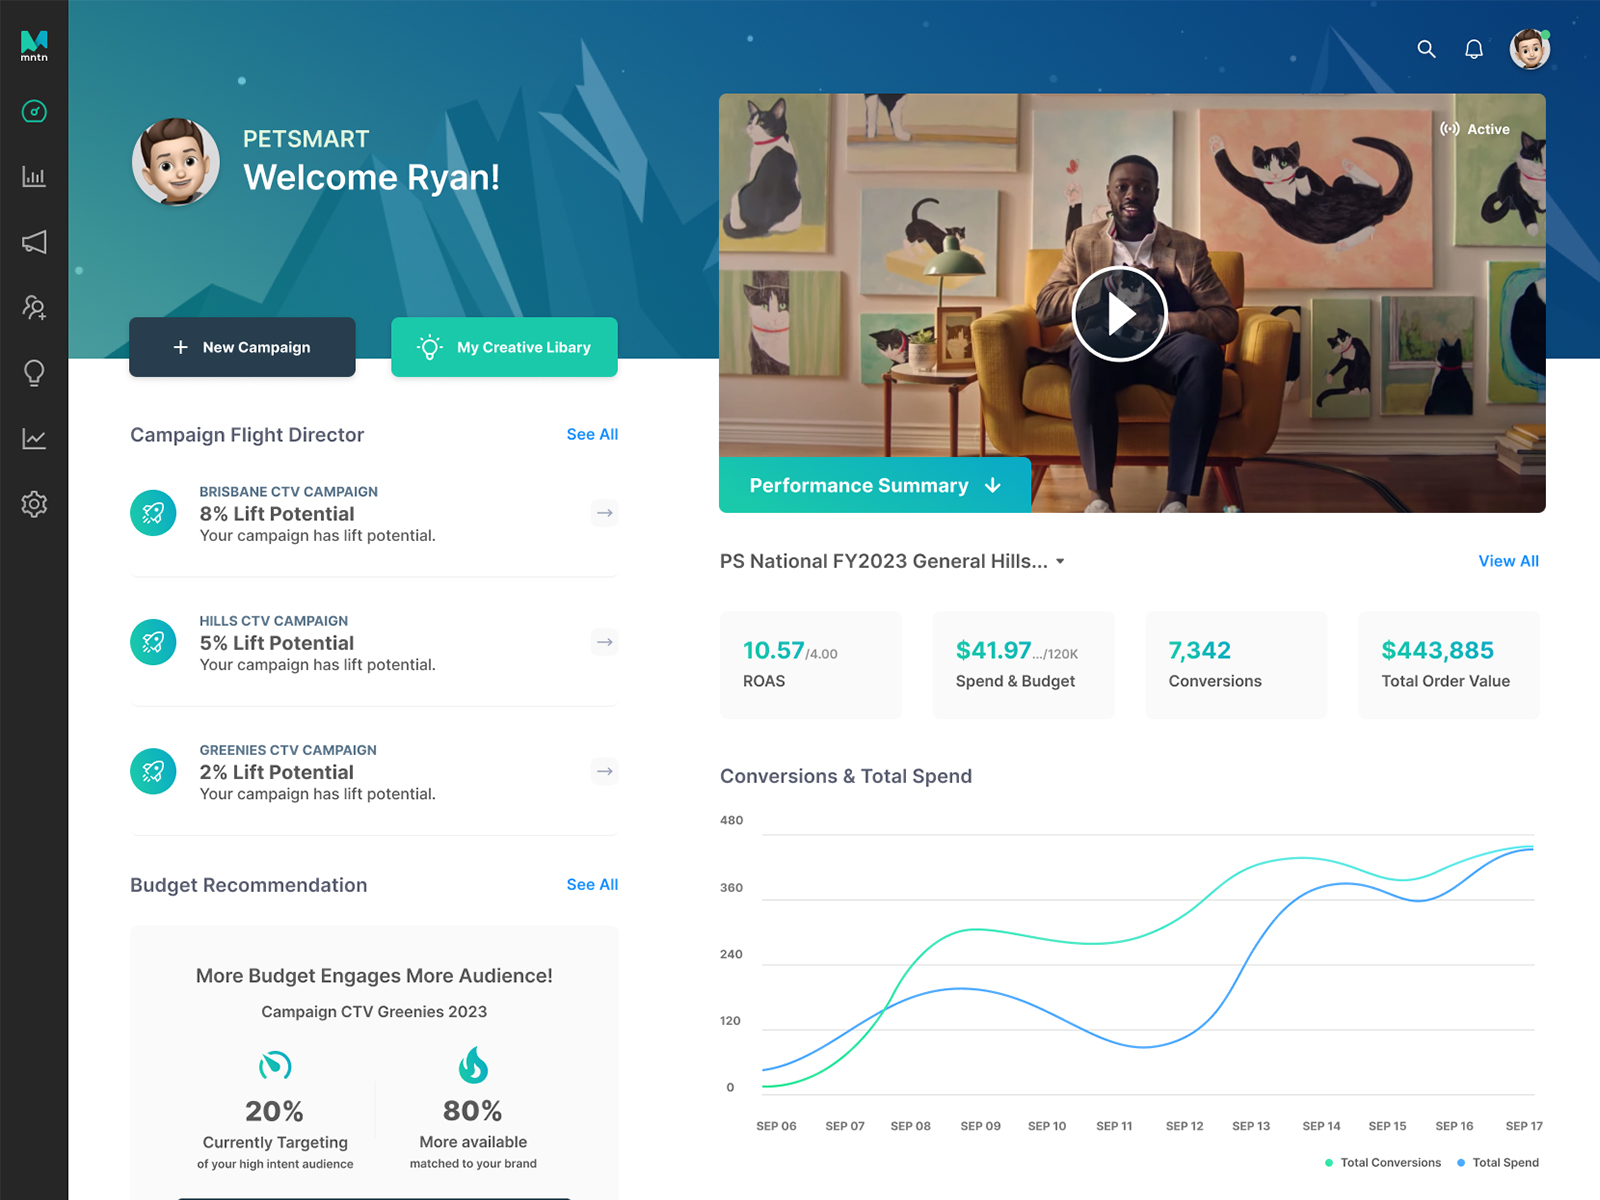 mntn
PETSMART
Welcome Ryan!
New Campaign
My Creative Libary
Active
Performance Summary
Campaign Flight Director
See All
BRISBANE CTV CAMPAIGN
8% Lift Potential
Your campaign has lift potential.
HILLS CTV CAMPAIGN
5% Lift Potential
Your campaign has lift potential.
GREENIES CTV CAMPAIGN
2% Lift Potential
Your campaign has lift potential.
Budget Recommendation
See All
More Budget Engages More Audience!
Campaign CTV Greenies 2023
20%
Currently Targeting
of your high intent audience
80%
More available
matched to your brand
PS National FY2023 General Hills...
View All
10.57/4.00
ROAS
$41.97.../120K
Spend & Budget
7,342
Conversions
$443,885
Total Order Value
Conversions & Total Spend
480
360
240
120
0
SEP 06 SEP 07 SEP 08 SEP 09 SEP 10 SEP 11 SEP 12 SEP 13 SEP 14 SEP 15 SEP 16 SEP 17
Total Conversions Total Spend